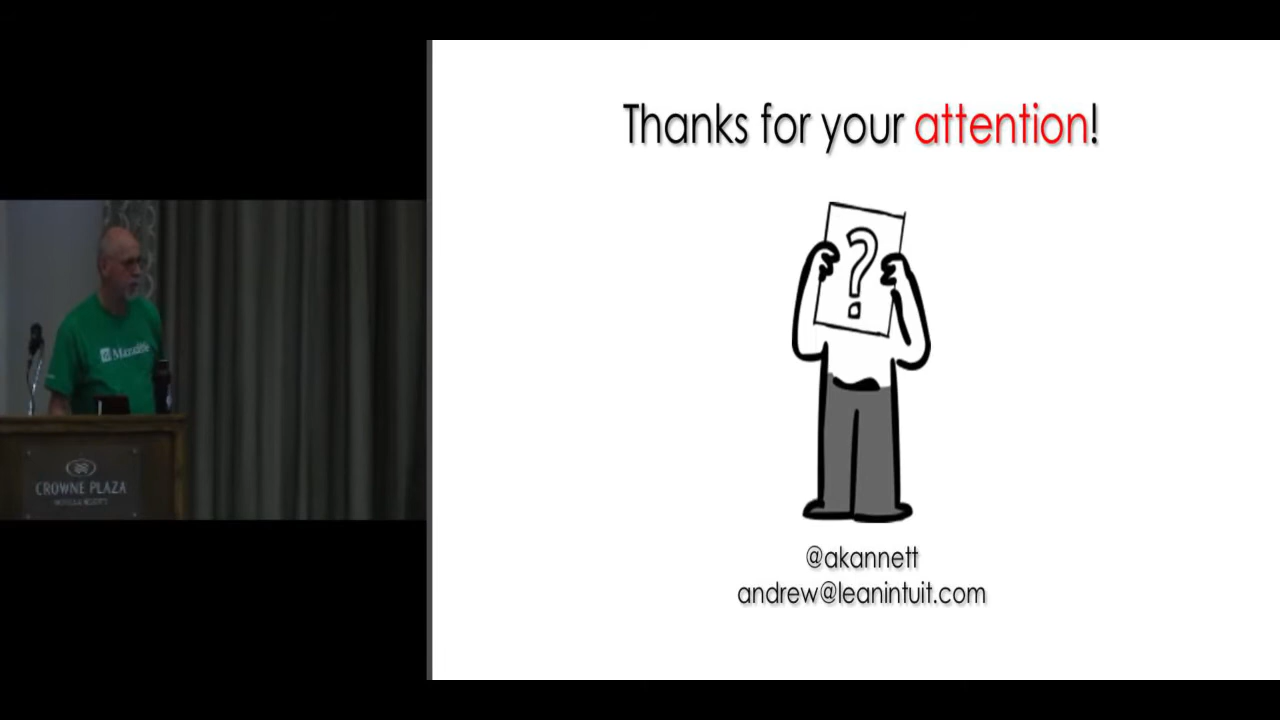 Thanks for your attention!
?
@akannett
andrew@leanintuit.com
CROWNE PLAZA